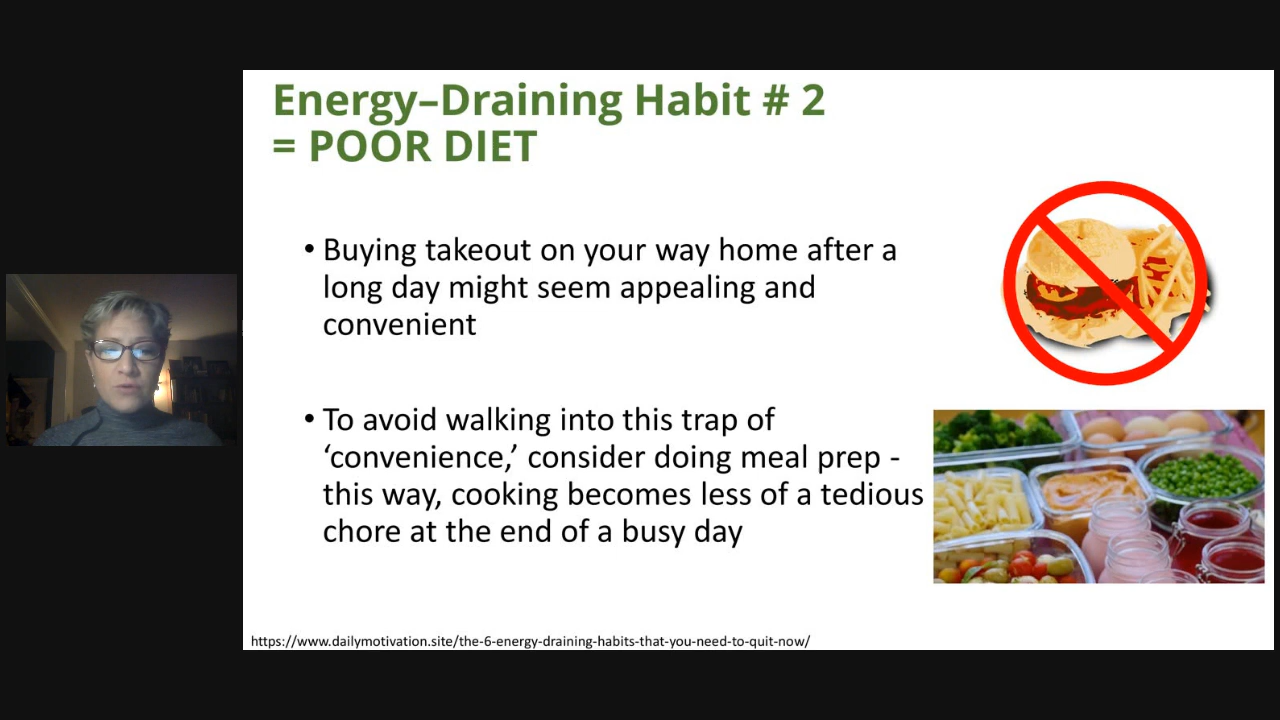 Energy–Draining Habit # 2
= POOR DIET
• Buying takeout on your way home after a
long day might seem appealing and
convenient
• To avoid walking into this trap of
‘convenience,’ consider doing meal prep -
this way, cooking becomes less of a tedious
chore at the end of a busy day
https://www.dailymotivation.site/the-6-energy-draining-habits-that-you-need-to-quit-now/